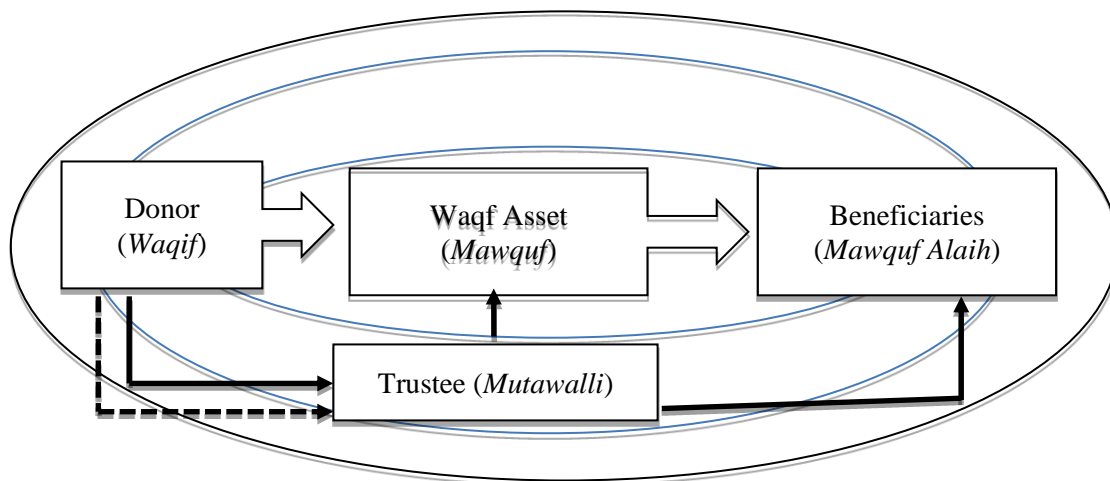 Donor
(Waqif)
Waqf Asset
(Mawquf)
Beneficiaries
(Mawquf Alaih)
Trustee (Mutawalli)